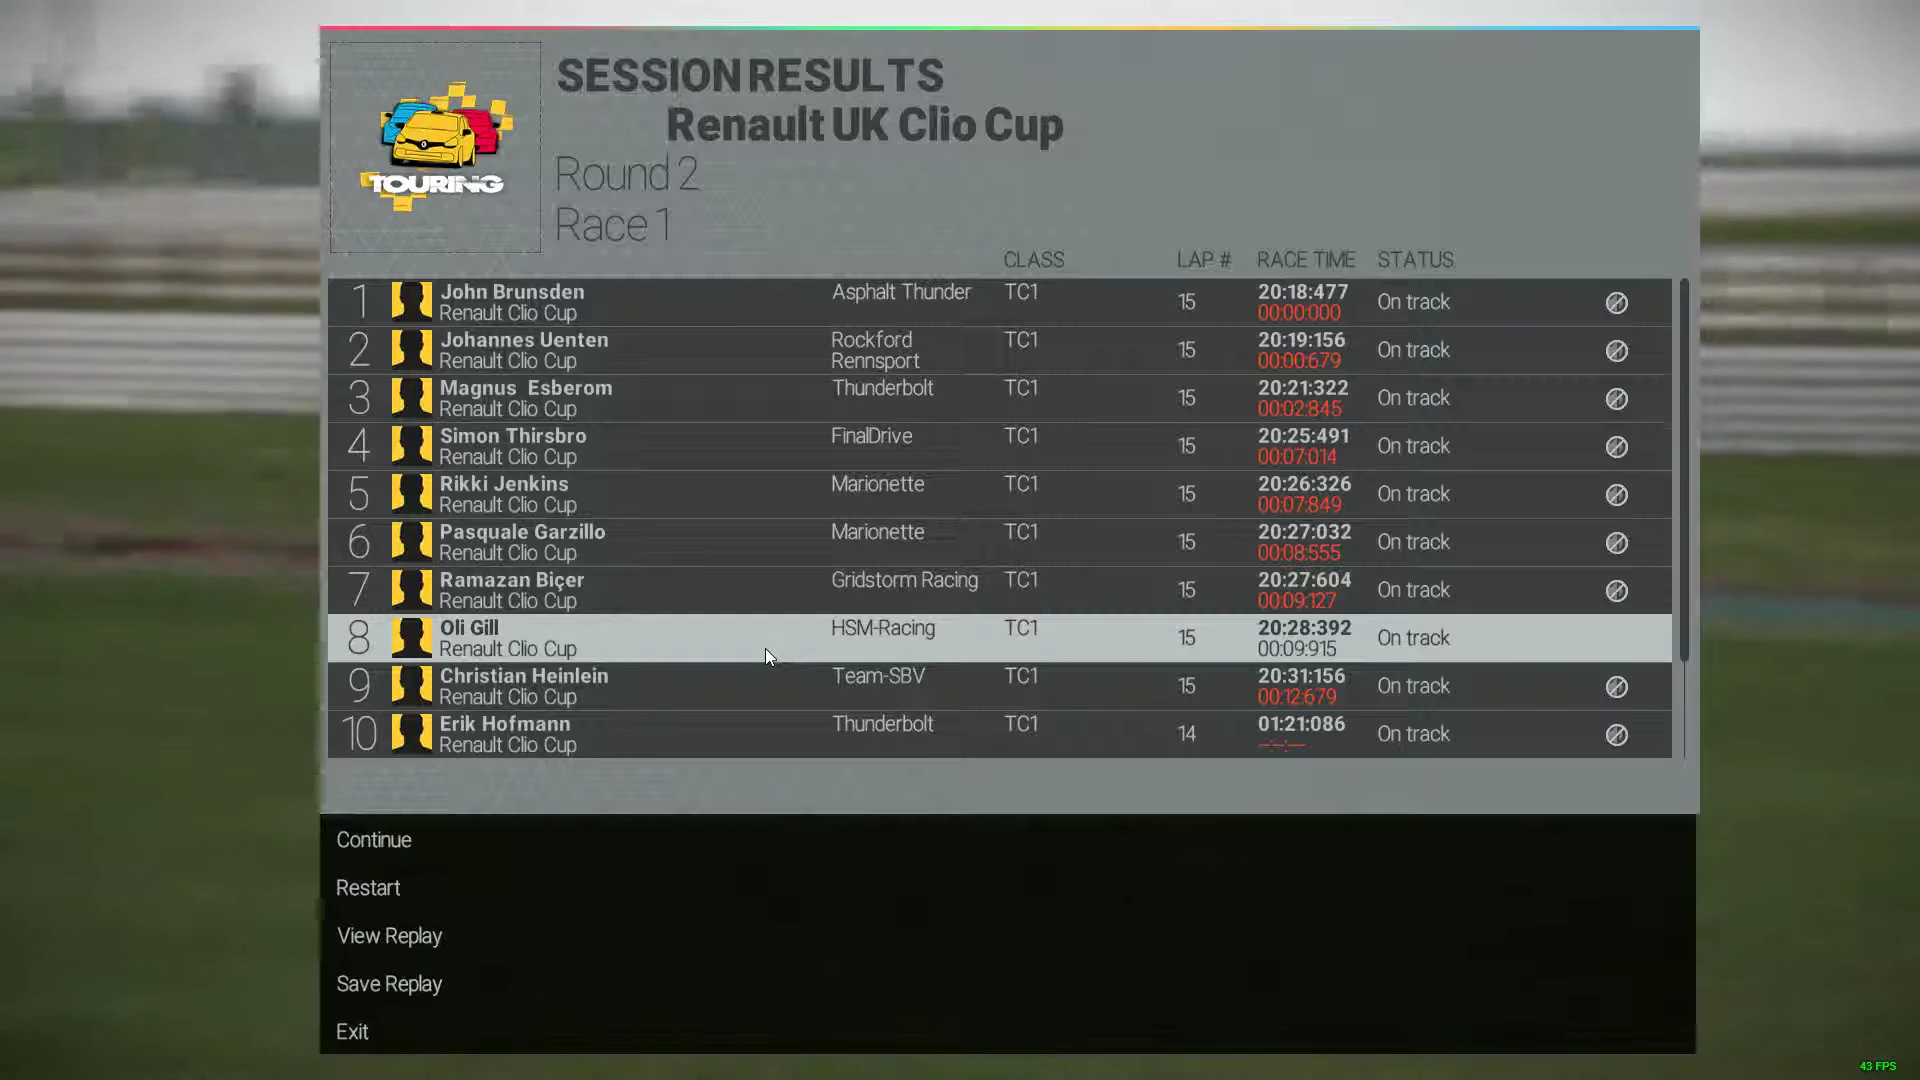 SESSION RESULTS
Renault UK Clio Cup
Round 2
Race 1
TOURING
CLASS LAP # RACE TIME STATUS
1 John Brunsden Asphalt Thunder TC1 15 20:18:477 On track
Renault Clio Cup 00:00:000
2 Johannes Uenten Rockford TC1 15 20:19:156 On track
Renault Clio Cup Rennsport 00:00:679
3 Magnus Esberom Thunderbolt TC1 15 20:21:322 On track
Renault Clio Cup 00:02:845
4 Simon Thirsbro FinalDrive TC1 15 20:25:491 On track
Renault Clio Cup 00:07:014
5 Rikki Jenkins Marionette TC1 15 20:26:326 On track
Renault Clio Cup 00:07:849
6 Pasquale Garzillo Marionette TC1 15 20:27:032 On track
Renault Clio Cup 00:08:555
7 Ramazan Biçer Gridstorm Racing TC1 15 20:27:604 On track
Renault Clio Cup 00:09:127
8 Oli Gill HSM-Racing TC1 15 20:28:392 On track
Renault Clio Cup 00:09:915
9 Christian Heinlein Team-SBV TC1 15 20:31:156 On track
Renault Clio Cup 00:12:679
10 Erik Hofmann Thunderbolt TC1 14 01:21:086 On track
Renault Clio Cup --:--:---
Continue
Restart
View Replay
Save Replay
Exit
43 FPS